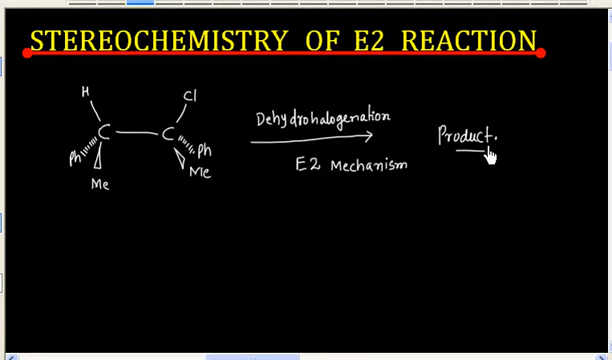 STEREOCHEMISTRY OF E2 REACTION
H
Cl
C
C
Ph
Me
Ph
Me
Dehydrohalogenation
E2 Mechanism
Product.